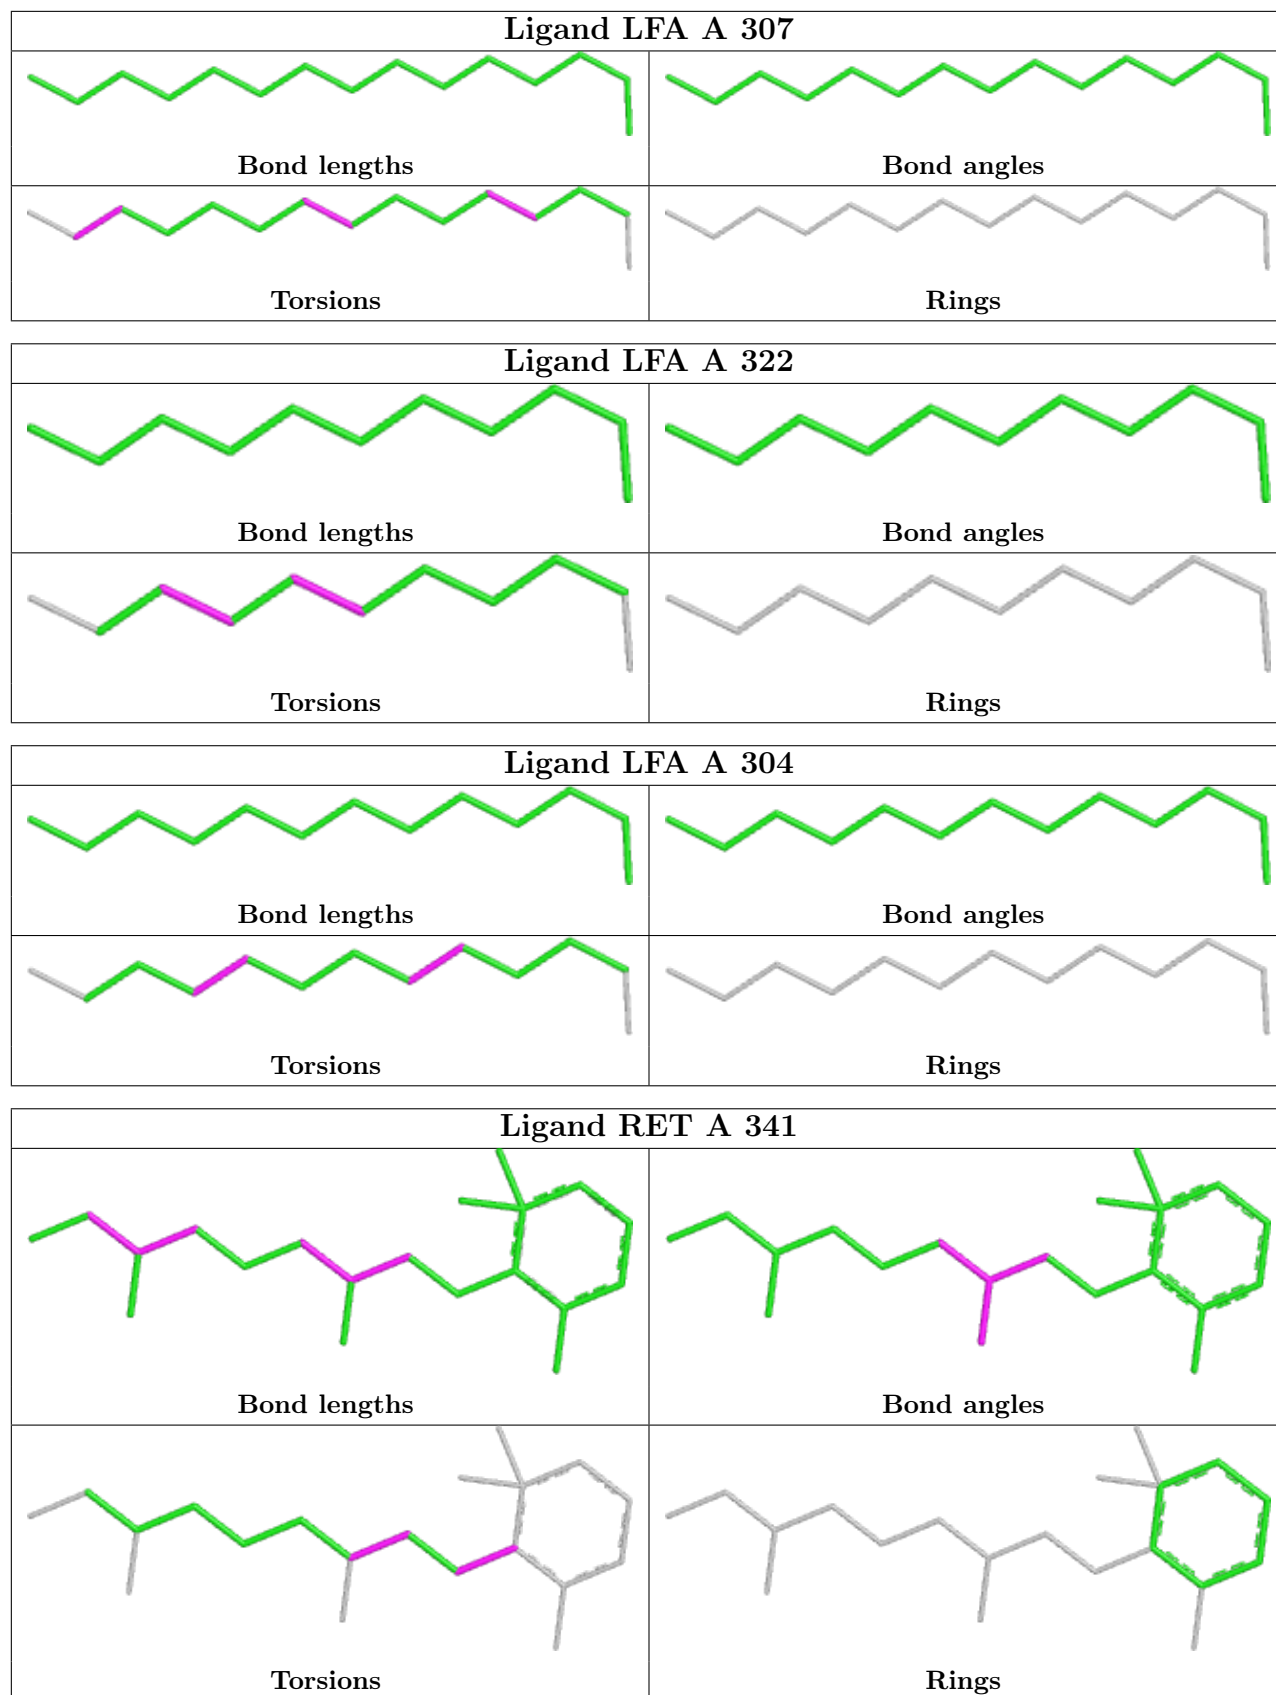 Ligand LFA A 307
Bond lengths
Bond angles
Torsions
Rings
Ligand LFA A 322
Bond lengths
Bond angles
Torsions
Rings
Ligand LFA A 304
Bond lengths
Bond angles
Torsions
Rings
Ligand RET A 341
Bond lengths
Bond angles
Torsions
Rings